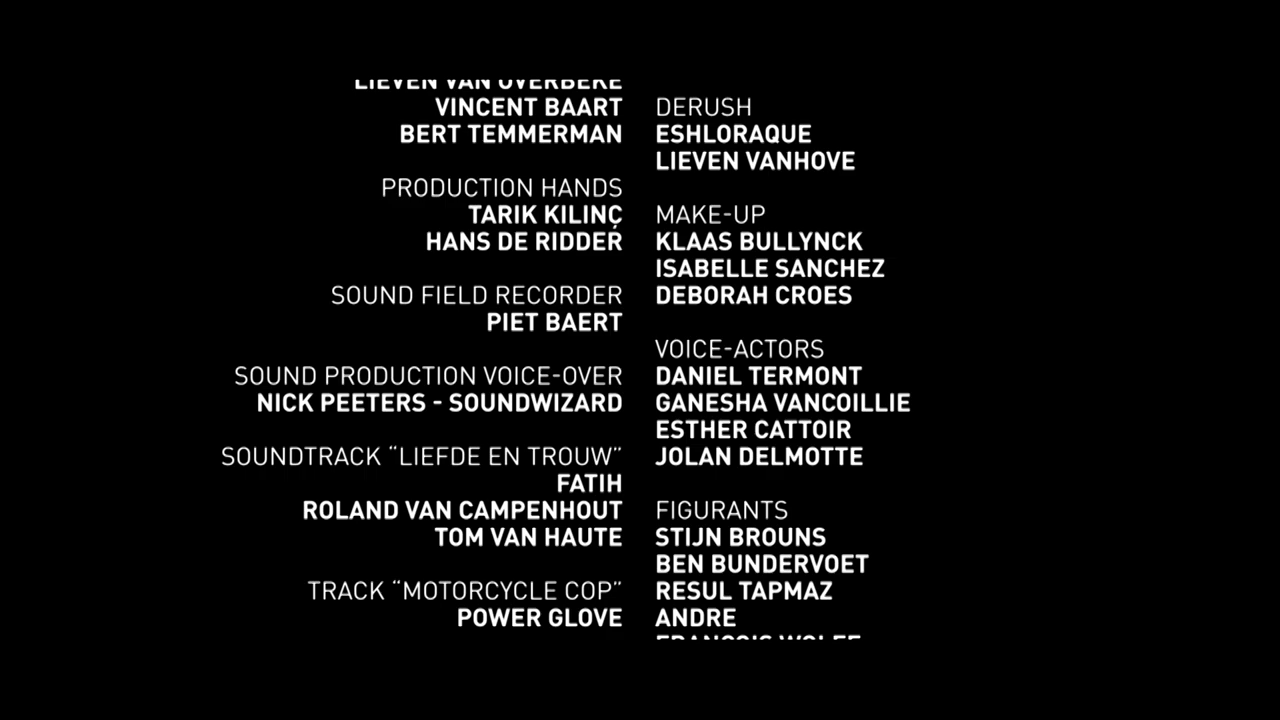 LIEVEN VAN OVERBEKE
VINCENT BAART
BERT TEMMERMAN
PRODUCTION HANDS
TARIK KILINÇ
HANS DE RIDDER
SOUND FIELD RECORDER
PIET BAERT
SOUND PRODUCTION VOICE-OVER
NICK PEETERS - SOUNDWIZARD
SOUNDTRACK “LIEFDE EN TROUW”
FATIH
ROLAND VAN CAMPENHOUT
TOM VAN HAUTE
TRACK “MOTORCYCLE COP”
POWER GLOVE
DERUSH
ESHLORAQUE
LIEVEN VANHOVE
MAKE-UP
KLAAS BULLYNCK
ISABELLE SANCHEZ
DEBORAH CROES
VOICE-ACTORS
DANIEL TERMONT
GANESHA VANCOILLIE
ESTHER CATTOIR
JOLAN DELMOTTE
FIGURANTS
STIJN BROUNS
BEN BUNDERVOET
RESUL TAPMAZ
ANDRE